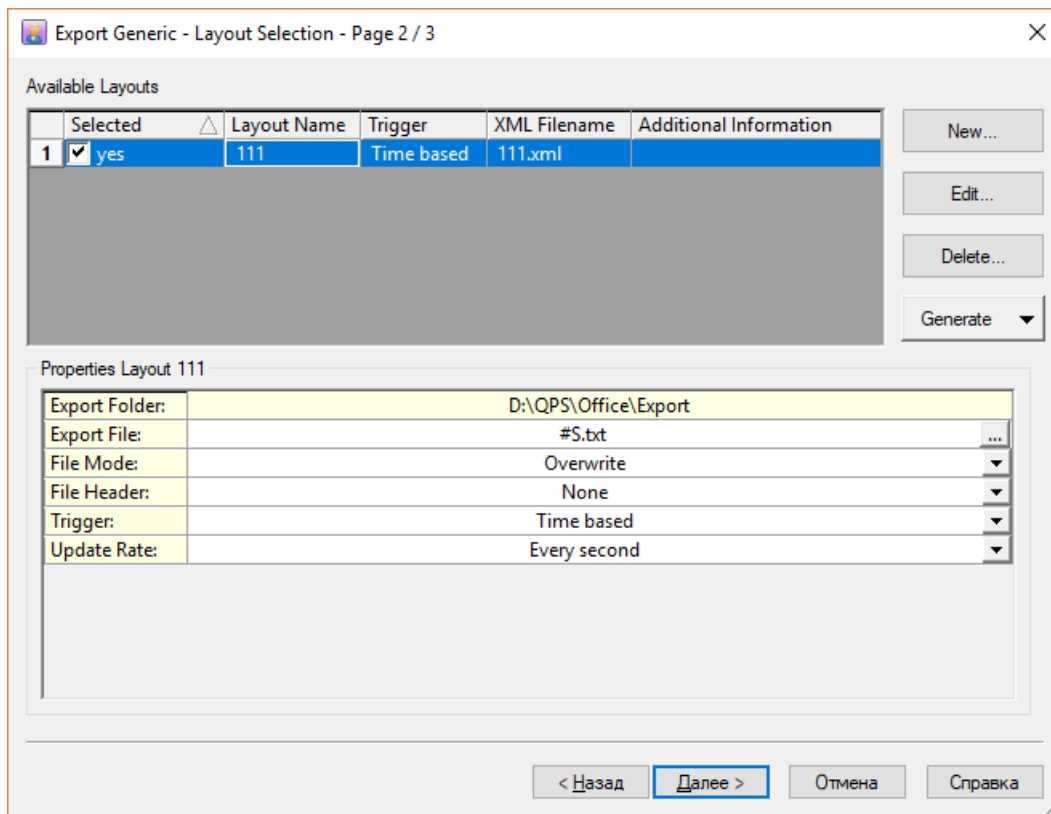 Export Generic - Layout Selection - Page 2 / 3
Available Layouts
Selected Layout Name Trigger XML Filename Additional Information
1 yes 111 Time based 111.xml
New...
Edit...
Delete...
Generate
Properties Layout 111
Export Folder: D:\QPS\Office\Export
Export File: #S.txt ...
File Mode: Overwrite
File Header: None
Trigger: Time based
Update Rate: Every second
< Назад Далее > Отмена Справка